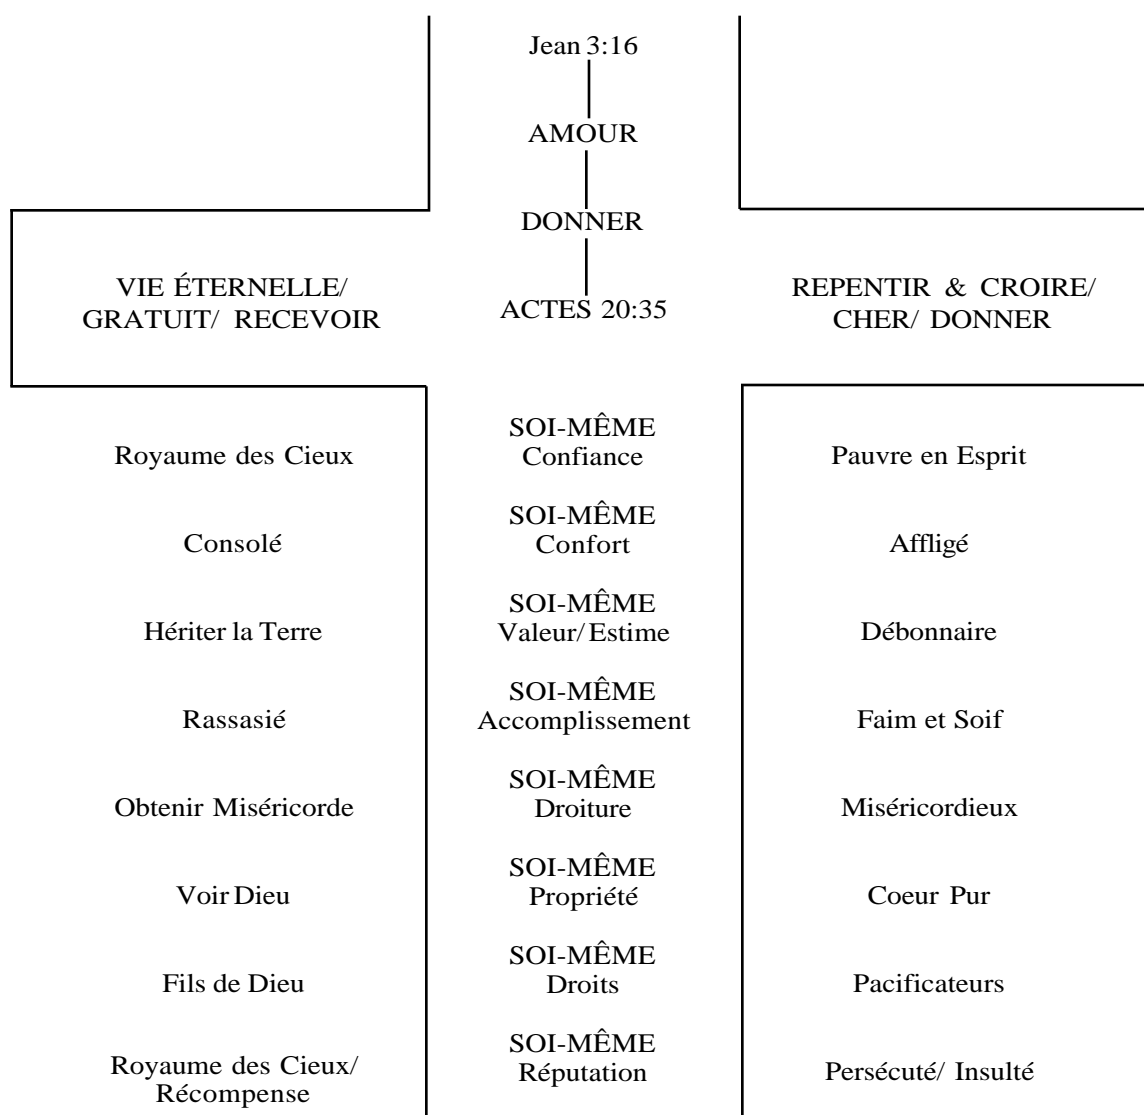 Jean 3:16
AMOUR
DONNER
VIE ÉTERNELLE/
GRATUIT/ RECEVOIR
ACTES 20:35
REPENTIR & CROIRE/
CHER/ DONNER
Royaume des Cieux
SOI-MÊME
Confiance
Pauvre en Esprit
Consolé
SOI-MÊME
Confort
Affligé
Hériter la Terre
SOI-MÊME
Valeur/Estime
Débonnaire
Rassasié
SOI-MÊME
Accomplissement
Faim et Soif
Obtenir Miséricorde
SOI-MÊME
Droiture
Miséricordieux
Voir Dieu
SOI-MÊME
Propriété
Coeur Pur
Fils de Dieu
SOI-MÊME
Droits
Pacificateurs
Royaume des Cieux/
Récompense
SOI-MÊME
Réputation
Persécuté/ Insulté